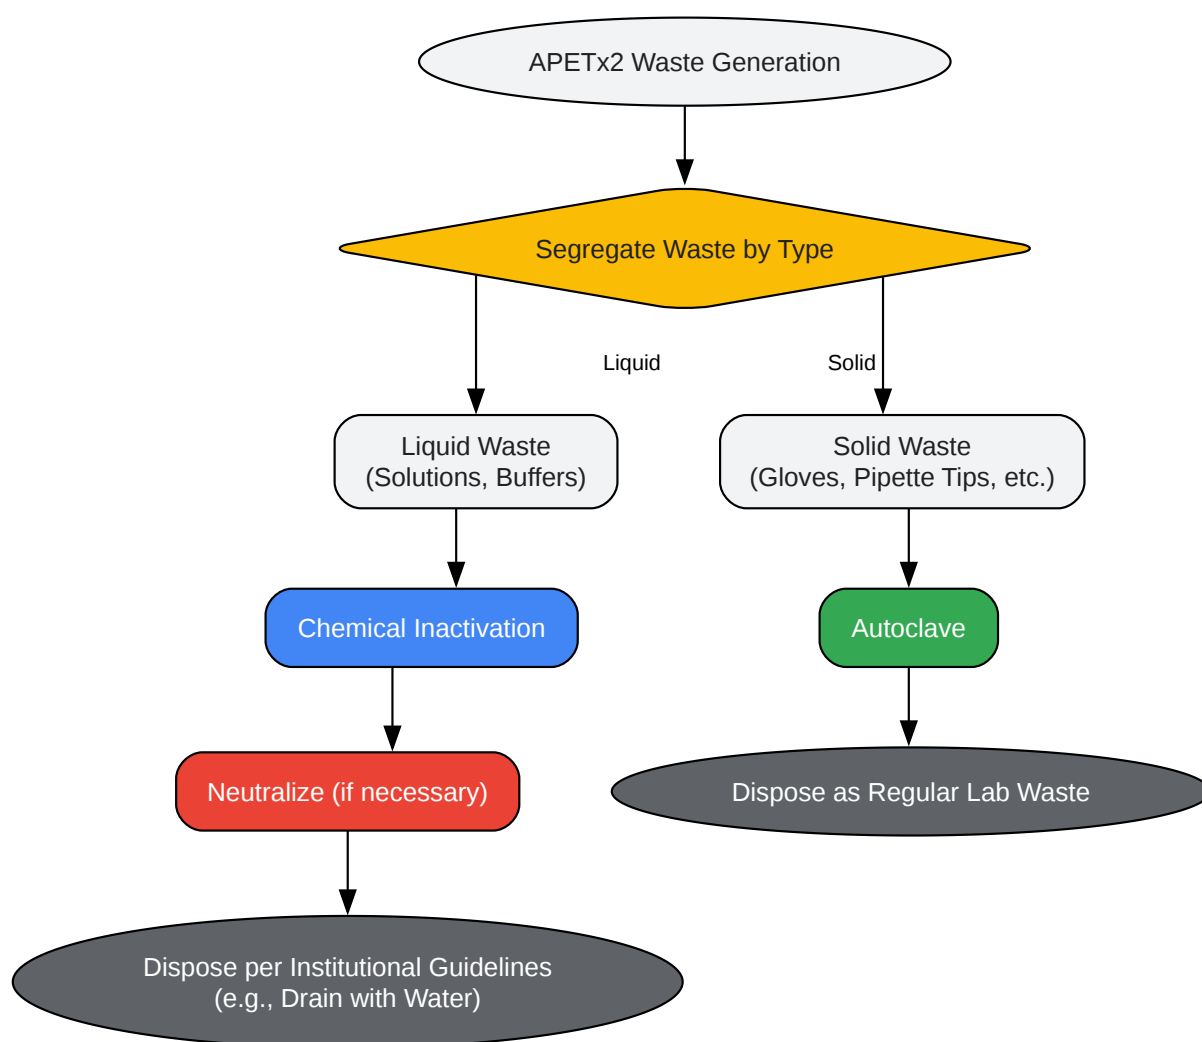 APETx2 Waste Generation
Segregate Waste by Type
Liquid
Solid
Liquid Waste
(Solutions, Buffers)
Solid Waste
(Gloves, Pipette Tips, etc.)
Chemical Inactivation
Autoclave
Neutralize (if necessary)
Dispose as Regular Lab Waste
Dispose per Institutional Guidelines
(e.g., Drain with Water)